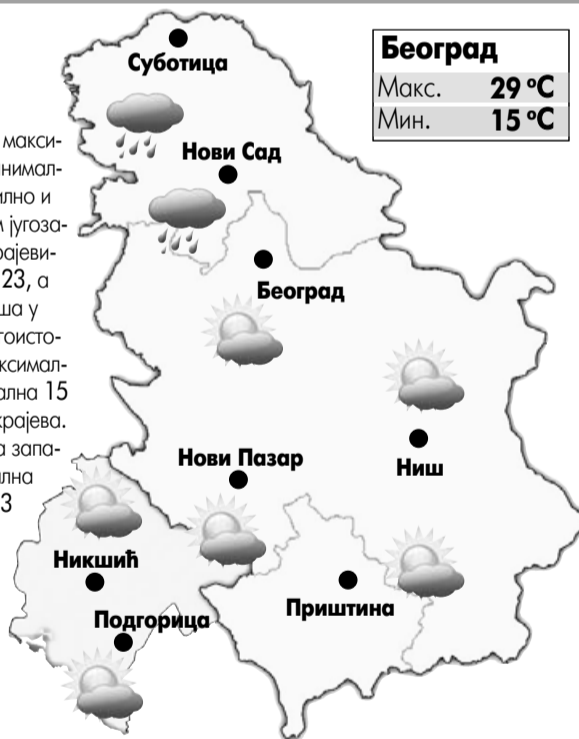 Београд
Макс. 29 °C
Мин. 15 °C
Суботица
Нови Сад
Београд
Ниш
Нови Пазар
Никшић
Подгорица
Приштина
макси-
нимал-
лно и
југоза-
рајеви-
23, а
ша у
гоисто-
ксимал-
ална 15
крајева.
а запа-
ална
3